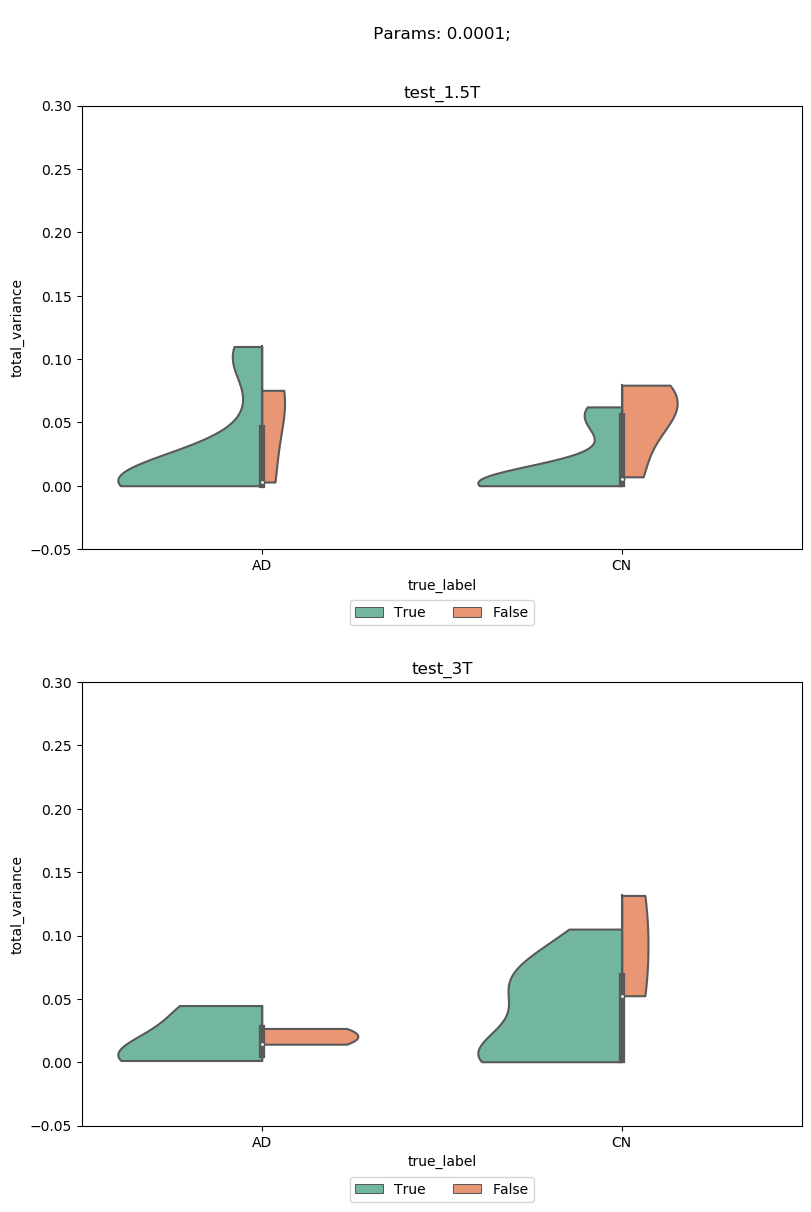 Params: 0.0001;
test_1.5T
0.30
0.25
0.20
0.15
0.10
0.05
0.00
−0.05
total_variance
AD CN
true_label
True False
test_3T
0.30
0.25
0.20
0.15
0.10
0.05
0.00
−0.05
total_variance
AD CN
true_label
True False